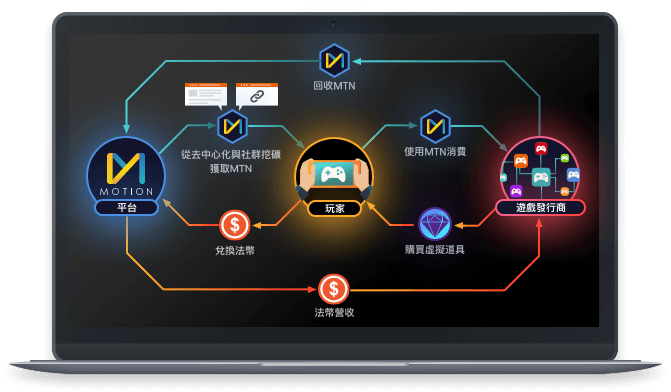 回收MTN
從去中心化與社群挖礦
獲取MTN
使用MTN消費
MOTION
平台
玩家
遊戲發行商
兌換法幣
購買虛擬道具
法幣營收